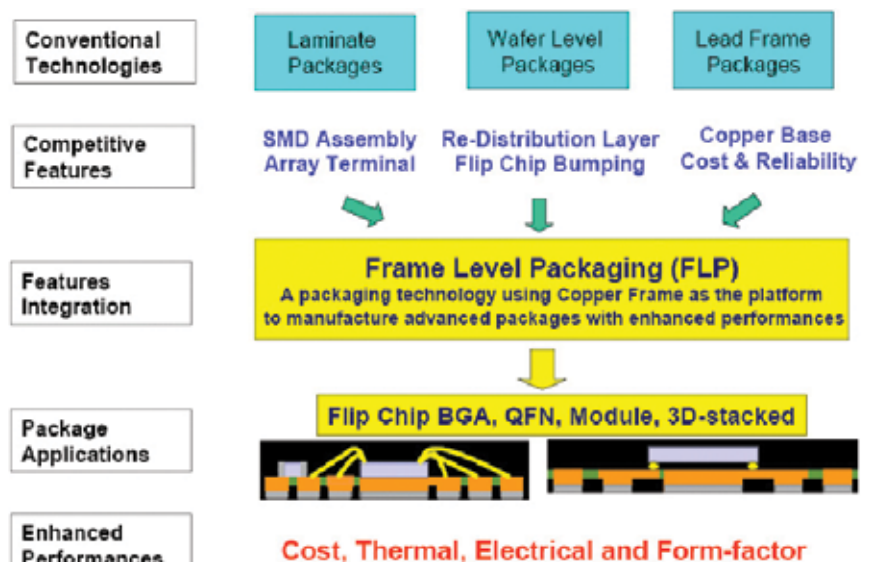 Conventional
Technologies
Laminate
Packages
Wafer Level
Packages
Lead Frame
Packages
Competitive
Features
SMD Assembly
Array Terminal
Re-Distribution Layer
Flip Chip Bumping
Copper Base
Cost & Reliability
Features
Integration
Frame Level Packaging (FLP)
A packaging technology using Copper Frame as the platform
to manufacture advanced packages with enhanced performances
Package
Applications
Flip Chip BGA, QFN, Module, 3D-stacked
Enhanced
Performances
Cost, Thermal, Electrical and Form-factor